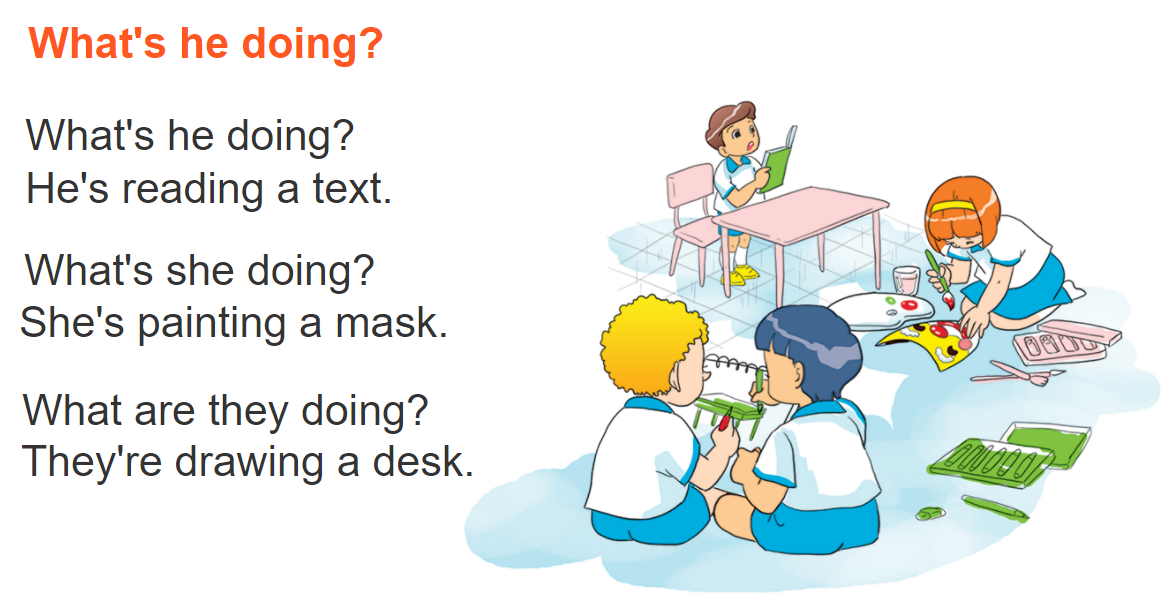 What's he doing?
What's he doing?
He's reading a text.
What's she doing?
She's painting a mask.
What are they doing?
They're drawing a desk.